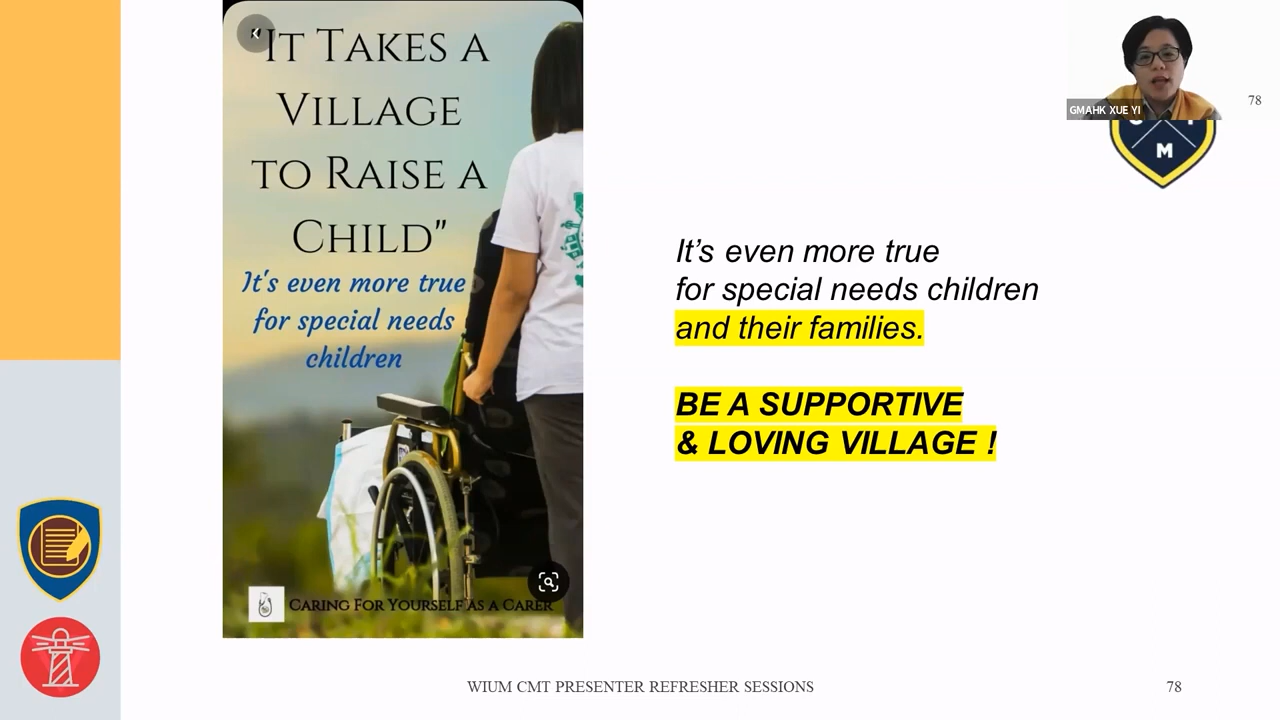 "It Takes a
Village
to Raise a
Child"
It's even more true
for special needs
children
Caring For Yourself As a Carer
It's even more true
for special needs children
and their families.
BE A SUPPORTIVE
& LOVING VILLAGE !
GMAHK XUE YI
78
M
WIUM CMT PRESENTER REFRESHER SESSIONS
78